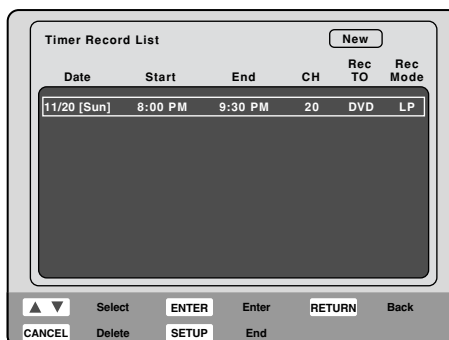 Timer Record List New
Rec Rec
Date Start End CH TO Mode
11/20 [Sun] 8:00 PM 9:30 PM 20 DVD LP
▲ ▼ Select ENTER Enter RETURN Back
CANCEL Delete SETUP End